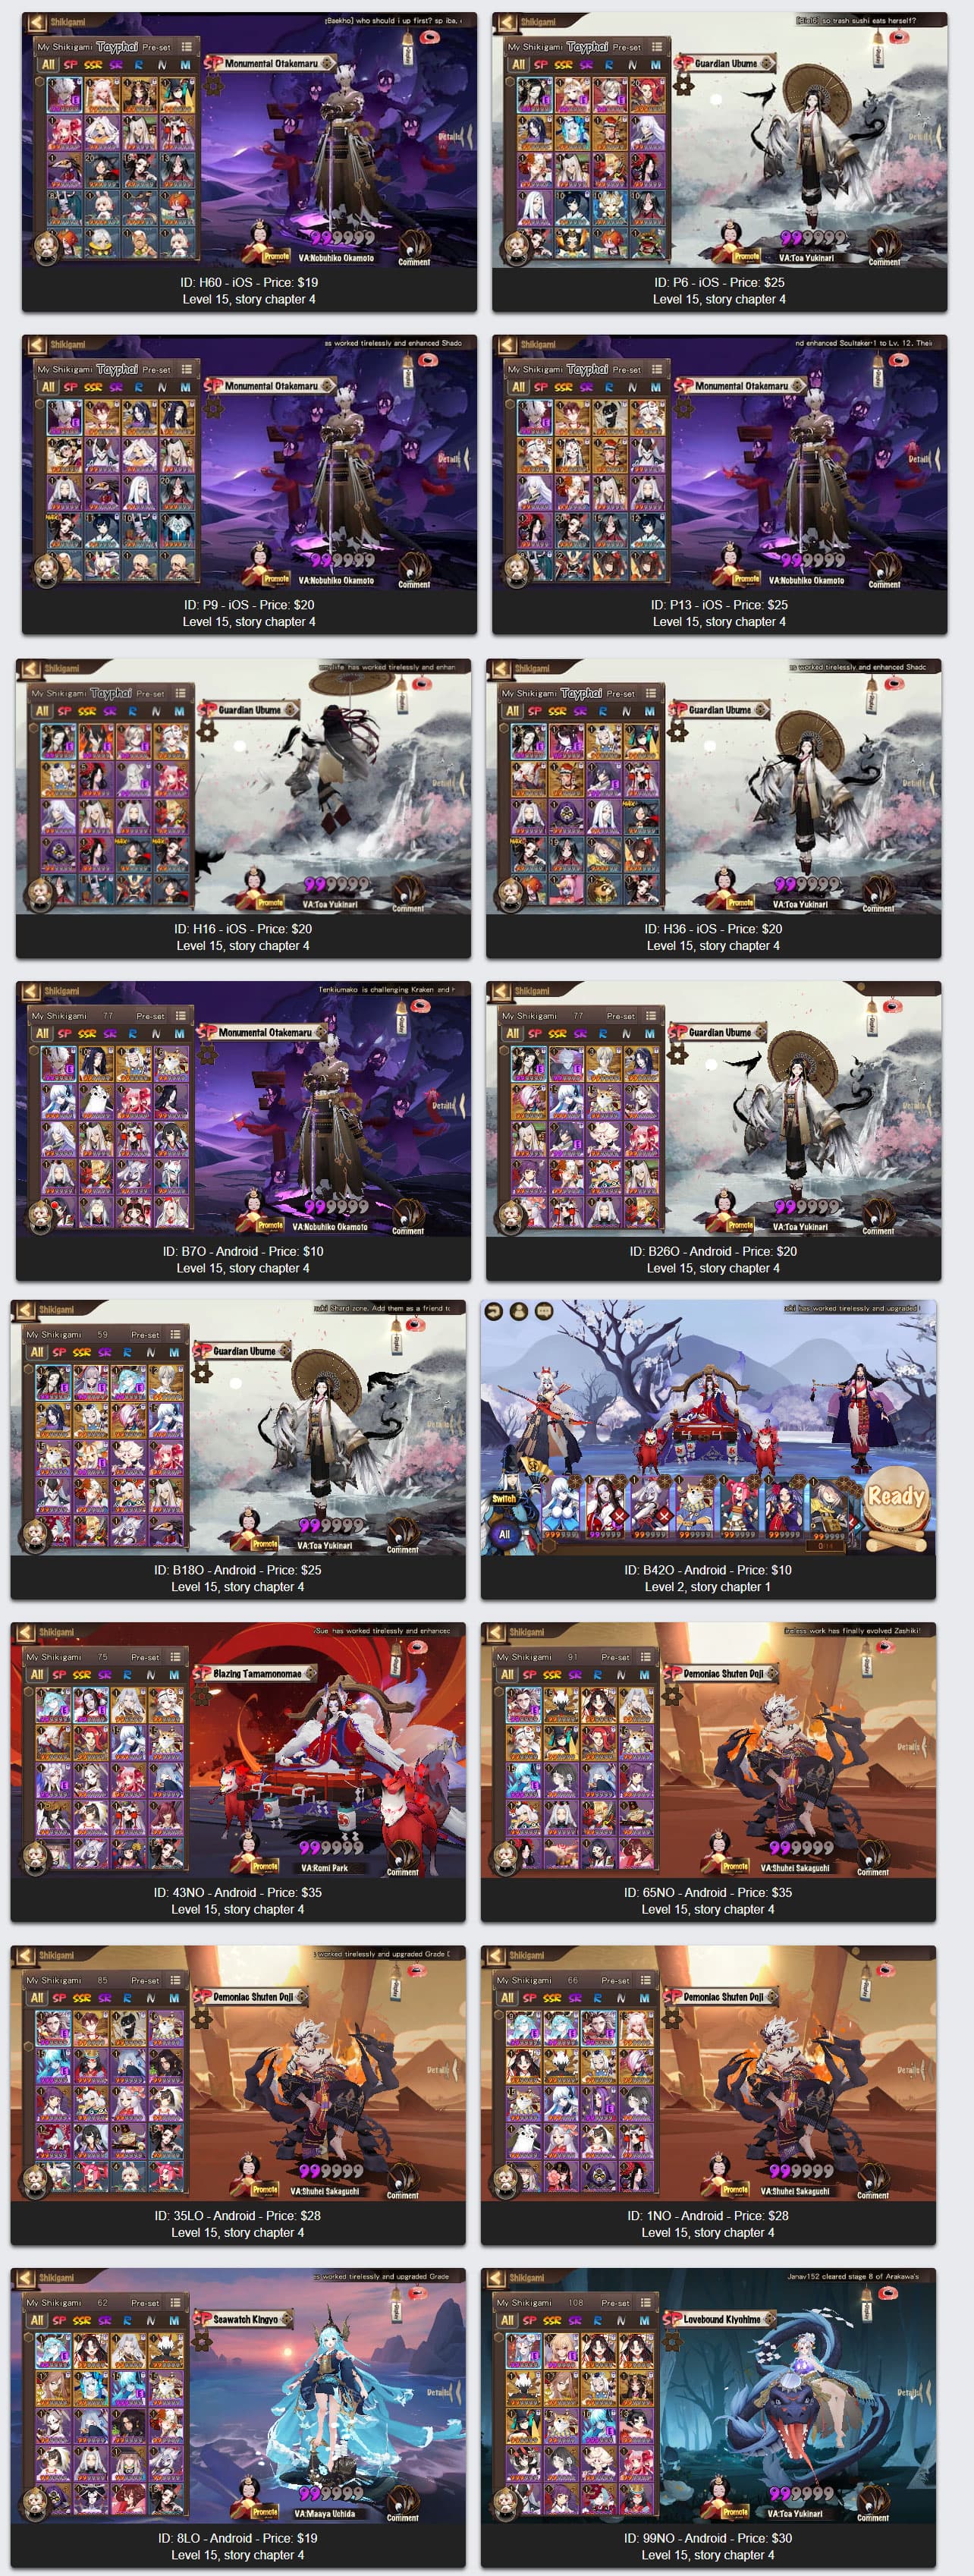 Shikigami
[Baekho] who should i up first? sp iba,
My Shikigami Tayphai Pre-set
All SP SSR SR R N M
Monumental Otakemaru
Details
Promote
VA:Nobuhiko Okamoto
Comment
ID: H60 - iOS - Price: $19
Level 15, story chapter 4
Shikigami
so trash sushi eats herself?
My Shikigami Tayphai Pre-set
All SP SSR SR R N M
Guardian Ubume
Details
Promote
VA:Toa Yukinari
Comment
ID: P6 - iOS - Price: $25
Level 15, story chapter 4
Shikigami
as worked tirelessly and enhanced Shado
My Shikigami Tayphai Pre-set
All SP SSR SR R N M
Monumental Otakemaru
Details
Promote
VA:Nobuhiko Okamoto
Comment
ID: P9 - iOS - Price: $20
Level 15, story chapter 4
Shikigami
nd enhanced Soultaker-1 to Lv. 12. Their
My Shikigami Tayphai Pre-set
All SP SSR SR R N M
Monumental Otakemaru
Details
Promote
VA:Nobuhiko Okamoto
Comment
ID: P13 - iOS - Price: $25
Level 15, story chapter 4
Shikigami
has worked tirelessly and enhan
My Shikigami Tayphai Pre-set
All SP SSR SR R N M
Guardian Ubume
Details
Promote
VA:Toa Yukinari
Comment
ID: H16 - iOS - Price: $20
Level 15, story chapter 4
Shikigami
is worked tirelessly and enhanced Shado
My Shikigami Tayphai Pre-set
All SP SSR SR R N M
Guardian Ubume
Details
Promote
VA:Toa Yukinari
Comment
ID: H36 - iOS - Price: $20
Level 15, story chapter 4
Shikigami
Tenkiumako is challenging Kraken and
My Shikigami 77 Pre-set
All SP SSR SR R N M
Monumental Otakemaru
Details
Promote
VA:Nobuhiko Okamoto
Comment
ID: B7O - Android - Price: $10
Level 15, story chapter 4
Shikigami
My Shikigami 77 Pre-set
All SP SSR SR R N M
Guardian Ubume
Details
Promote
VA:Toa Yukinari
Comment
ID: B26O - Android - Price: $20
Level 15, story chapter 4
Shikigami
Shard zone. Add them as a friend to
My Shikigami 59 Pre-set
All SP SSR SR R N M
Guardian Ubume
Details
Promote
VA:Toa Yukinari
Comment
ID: B18O - Android - Price: $25
Level 15, story chapter 4
has worked tirelessly and upgraded
Switch
All
Ready
ID: B42O - Android - Price: $10
Level 2, story chapter 1
Shikigami
Sue has worked tirelessly and enhanced
My Shikigami 75 Pre-set
All SP SSR SR R N M
Blazing Tamamonomae
Details
Promote
VA:Romi Park
Comment
ID: 43NO - Android - Price: $35
Level 15, story chapter 4
Shikigami
ireless work has finally evolved Zashiki!
My Shikigami 91 Pre-set
All SP SSR SR R N M
Demoniac Shuten Doji
Details
Promote
VA:Shuhei Sakaguchi
Comment
ID: 65NO - Android - Price: $35
Level 15, story chapter 4
Shikigami
worked tirelessly and upgraded Grade
My Shikigami 85 Pre-set
All SP SSR SR R N M
Demoniac Shuten Doji
Details
Promote
VA:Shuhei Sakaguchi
Comment
ID: 35LO - Android - Price: $28
Level 15, story chapter 4
Shikigami
My Shikigami 66 Pre-set
All SP SSR SR R N M
Demoniac Shuten Doji
Details
Promote
VA:Shuhei Sakaguchi
Comment
ID: 1NO - Android - Price: $28
Level 15, story chapter 4
Shikigami
is worked tirelessly and upgraded Grade
My Shikigami 62 Pre-set
All SP SSR SR R N M
Seawatch Kingyo
Details
Promote
VA:Maaya Uchida
Comment
ID: 8LO - Android - Price: $19
Level 15, story chapter 4
Shikigami
Janav152 cleared stage 8 of Arakawa's
My Shikigami 108 Pre-set
All SP SSR SR R N M
Lovebound Kiyohime
Details
Promote
VA:Toa Yukinari
Comment
ID: 99NO - Android - Price: $30
Level 15, story chapter 4